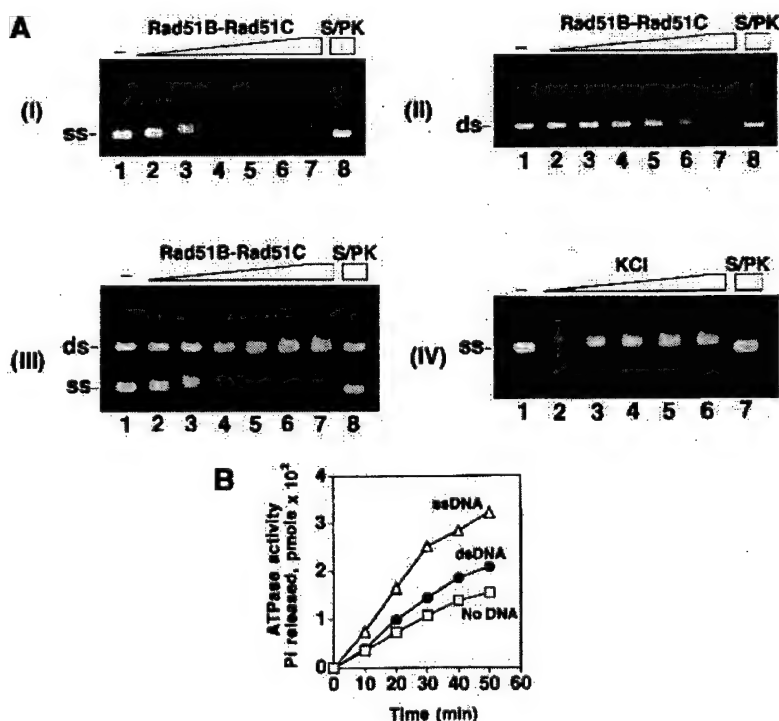 A
Rad51B-Rad51C S/PK
–
(I)
ss-
1 2 3 4 5 6 7 8
Rad51B-Rad51C S/PK
–
(II)
ds-
1 2 3 4 5 6 7 8
Rad51B-Rad51C S/PK
–
(III)
ds-
ss-
1 2 3 4 5 6 7 8
KCl S/PK
–
(IV)
ss-
1 2 3 4 5 6 7
B
ATPase activity
Pi released, pmoles x 10²
4
3
2
1
0
ssDNA
dsDNA
No DNA
0 10 20 30 40 50 60
Time (min)